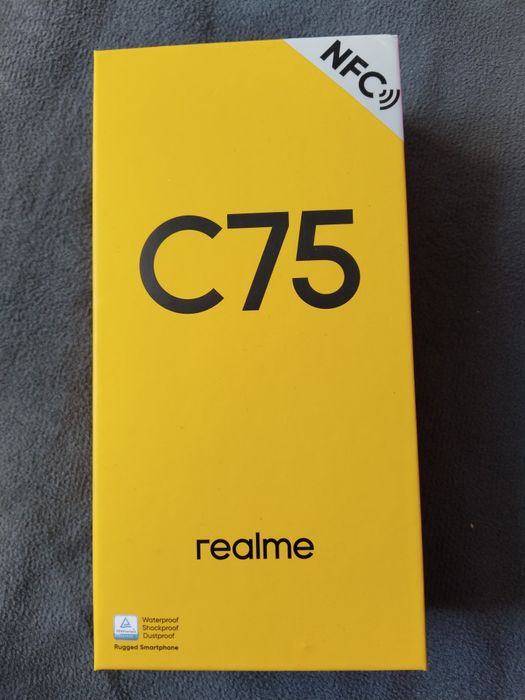 NFC
C75
realme
Waterproof
Shockproof
Dustproof
Rugged Smartphone